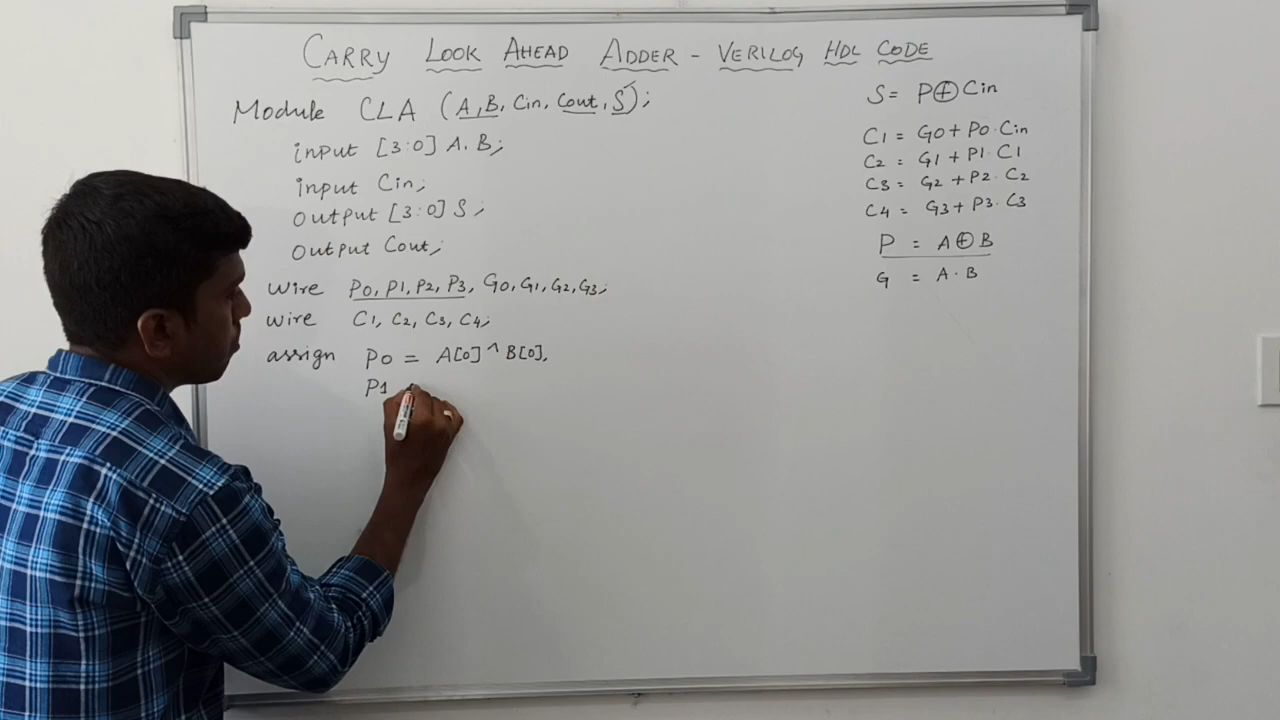 CARRY LOOK AHEAD ADDER - VERILOG HDL CODE
Module CLA (A, B, Cin, Cout, S);
input [3:0] A. B;
input Cin;
output [3:0] S;
output Cout;
wire P0, P1, P2, P3, G0, G1, G2, G3;
wire C1, C2, C3, C4;
assign P0 = A[0] ^ B[0],
P1
S = P ⊕ Cin
C1 = G0 + P0 · Cin
C2 = G1 + P1 · C1
C3 = G2 + P2 · C2
C4 = G3 + P3 · C3
P = A ⊕ B
G = A · B